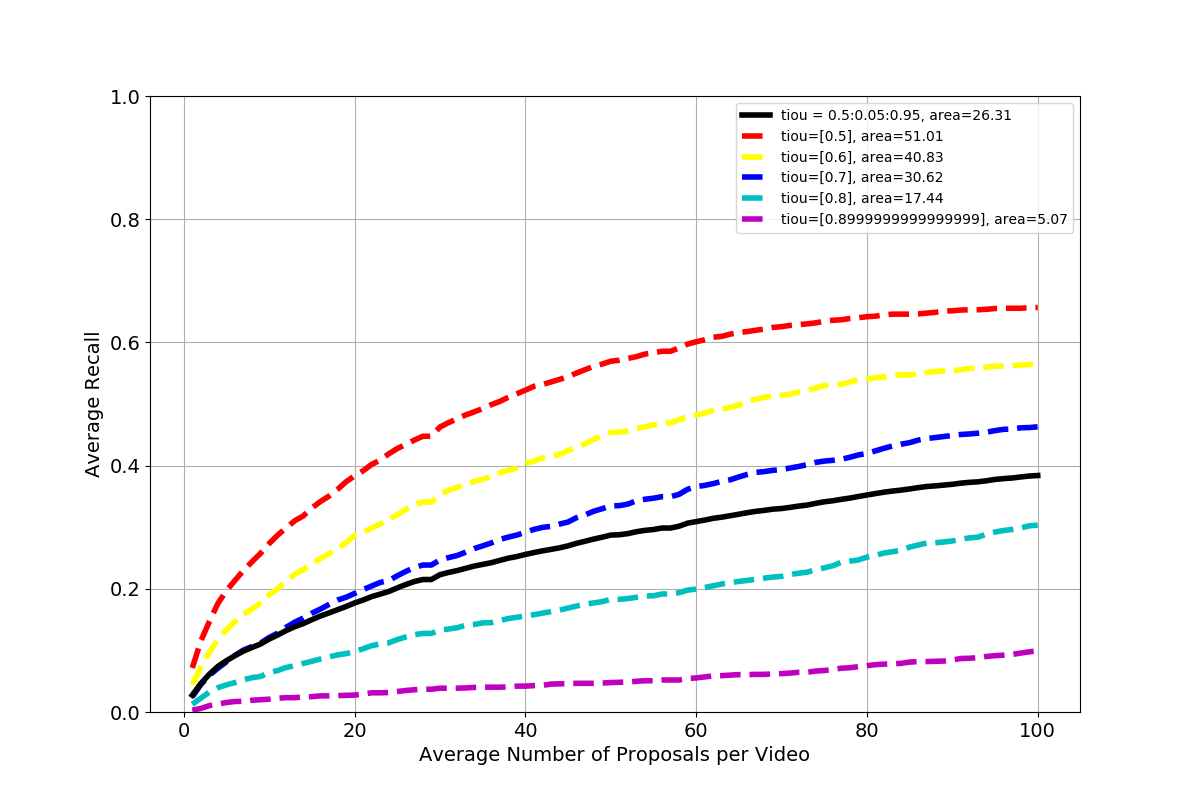 1.0
0.8
0.6
0.4
0.2
0.0
Average Recall
tiou = 0.5:0.05:0.95, area=26.31
tiou=[0.5], area=51.01
tiou=[0.6], area=40.83
tiou=[0.7], area=30.62
tiou=[0.8], area=17.44
tiou=[0.8999999999999999], area=5.07
0 20 40 60 80 100
Average Number of Proposals per Video